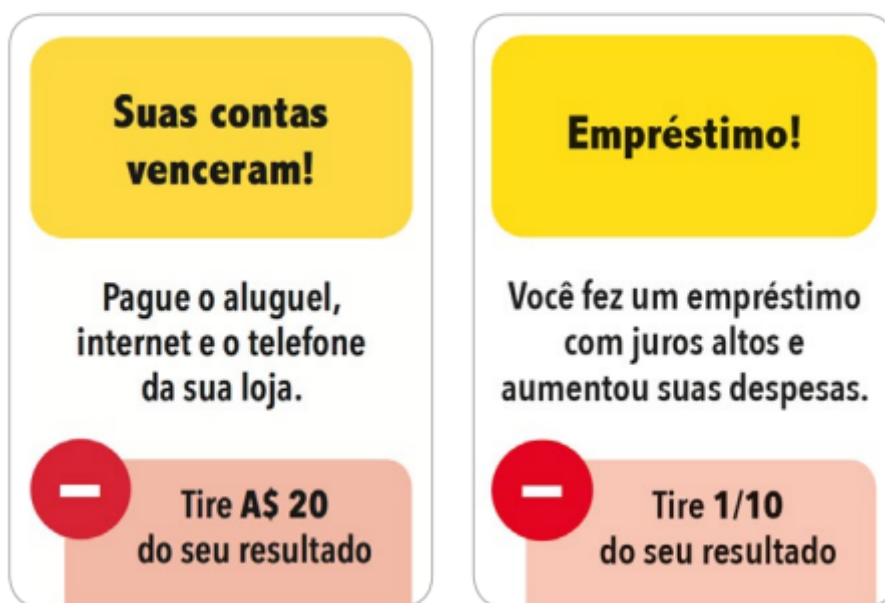 Suas contas
venceram!
Pague o aluguel,
internet e o telefone
da sua loja.
Tire A$ 20
do seu resultado
Empréstimo!
Você fez um empréstimo
com juros altos e
aumentou suas despesas.
Tire 1/10
do seu resultado